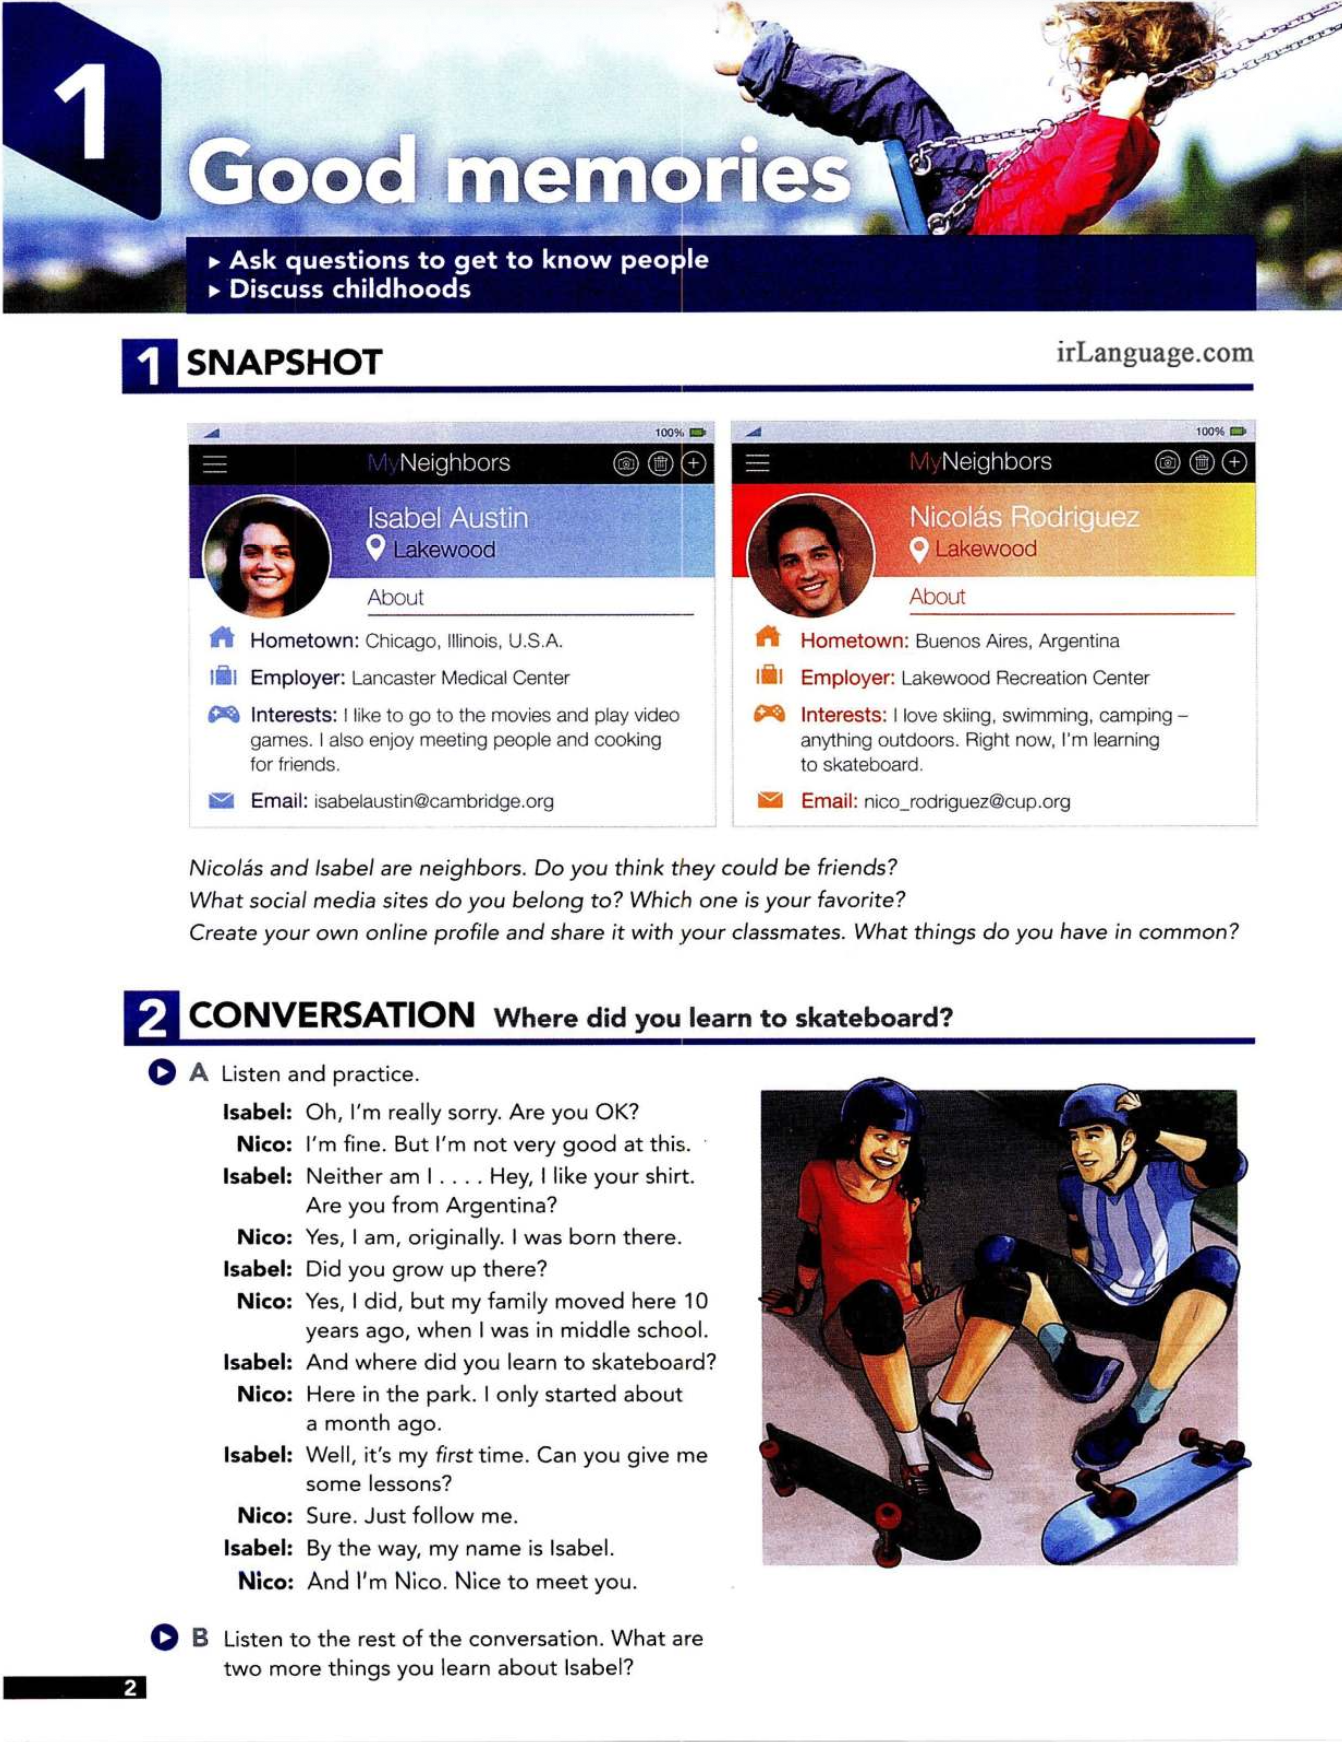 1
Good memories
▸ Ask questions to get to know people
▸ Discuss childhoods
1 SNAPSHOT
irLanguage.com
100%
MyNeighbors
Isabel Austin
Lakewood
About
Hometown: Chicago, Illinois, U.S.A.
Employer: Lancaster Medical Center
Interests: I like to go to the movies and play video
games. I also enjoy meeting people and cooking
for friends.
Email: isabelaustin@cambridge.org
100%
MyNeighbors
Nicolás Rodriguez
Lakewood
About
Hometown: Buenos Aires, Argentina
Employer: Lakewood Recreation Center
Interests: I love skiing, swimming, camping –
anything outdoors. Right now, I'm learning
to skateboard.
Email: nico_rodriguez@cup.org
Nicolás and Isabel are neighbors. Do you think they could be friends?
What social media sites do you belong to? Which one is your favorite?
Create your own online profile and share it with your classmates. What things do you have in common?
2 CONVERSATION Where did you learn to skateboard?
A Listen and practice.
Isabel: Oh, I'm really sorry. Are you OK?
Nico: I'm fine. But I'm not very good at this.
Isabel: Neither am I . . . . Hey, I like your shirt.
Are you from Argentina?
Nico: Yes, I am, originally. I was born there.
Isabel: Did you grow up there?
Nico: Yes, I did, but my family moved here 10
years ago, when I was in middle school.
Isabel: And where did you learn to skateboard?
Nico: Here in the park. I only started about
a month ago.
Isabel: Well, it's my first time. Can you give me
some lessons?
Nico: Sure. Just follow me.
Isabel: By the way, my name is Isabel.
Nico: And I'm Nico. Nice to meet you.
B Listen to the rest of the conversation. What are
two more things you learn about Isabel?
2